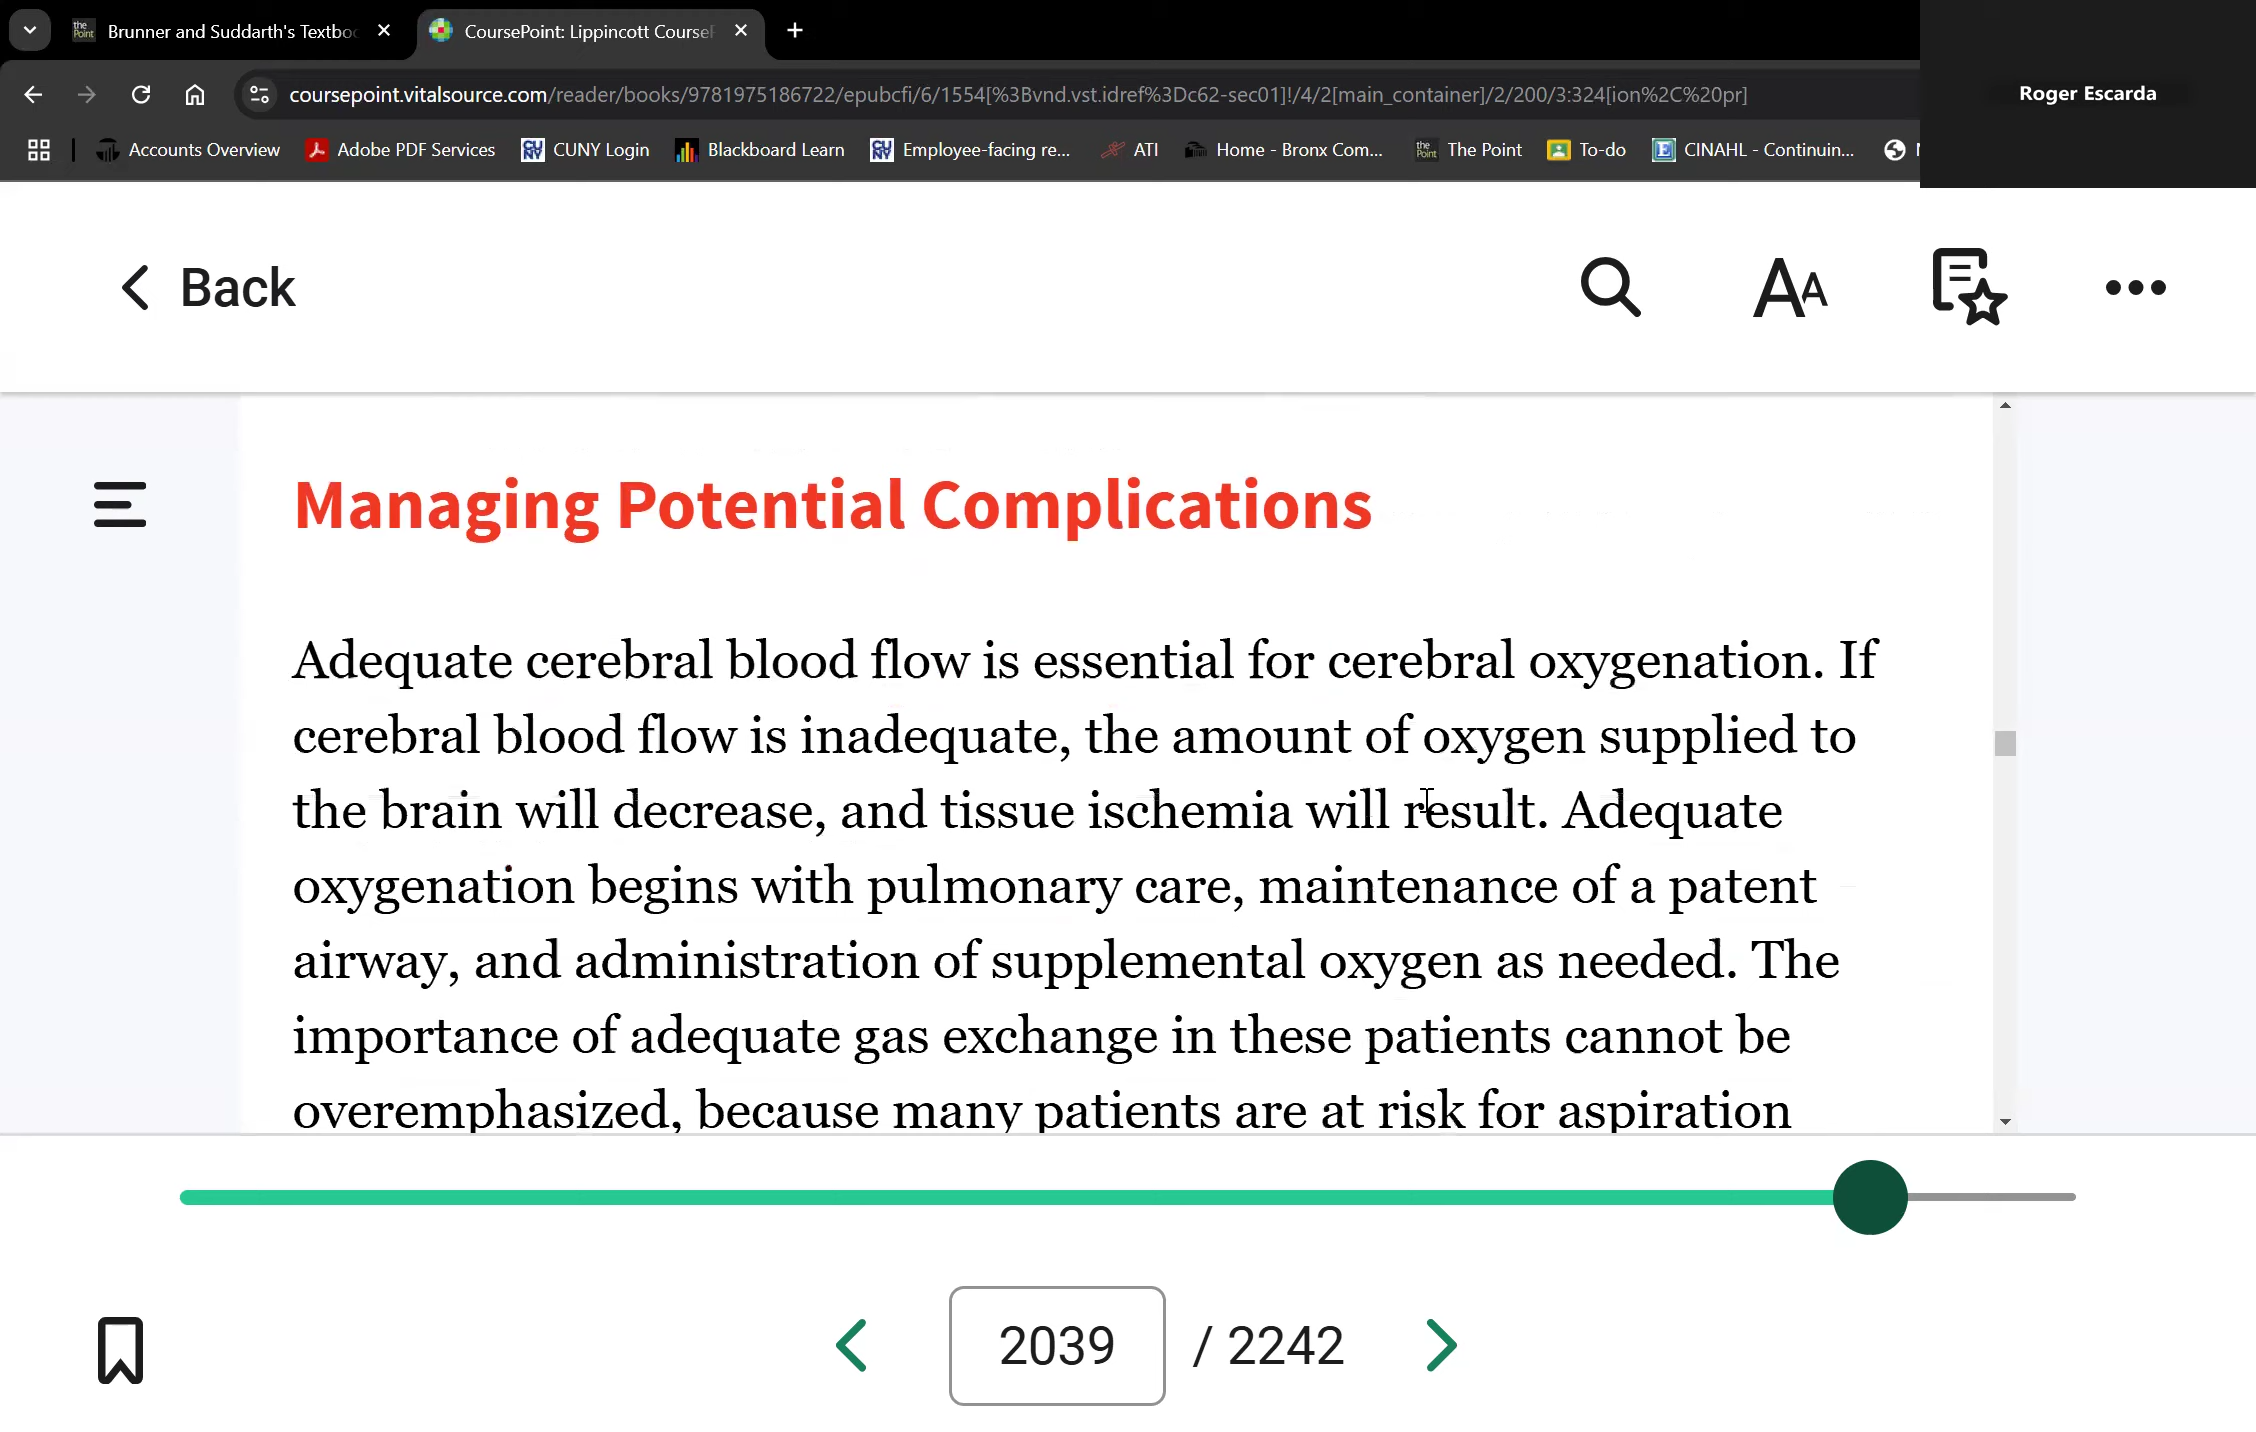 Brunner and Suddarth's Textbo
CoursePoint: Lippincott Course
coursepoint.vitalsource.com/reader/books/9781975186722/epubcfi/6/1554[%3Bvnd.vst.idref%3Dc62-sec01]!/4/2[main_container]/2/200/3:324[ion%2C%20pr]
Roger Escarda
Accounts Overview Adobe PDF Services CUNY Login Blackboard Learn Employee-facing re... ATI Home - Bronx Com... The Point To-do CINAHL - Continuin...
Back
Managing Potential Complications
Adequate cerebral blood flow is essential for cerebral oxygenation. If
cerebral blood flow is inadequate, the amount of oxygen supplied to
the brain will decrease, and tissue ischemia will result. Adequate
oxygenation begins with pulmonary care, maintenance of a patent
airway, and administration of supplemental oxygen as needed. The
importance of adequate gas exchange in these patients cannot be
overemphasized, because many patients are at risk for aspiration
2039 / 2242